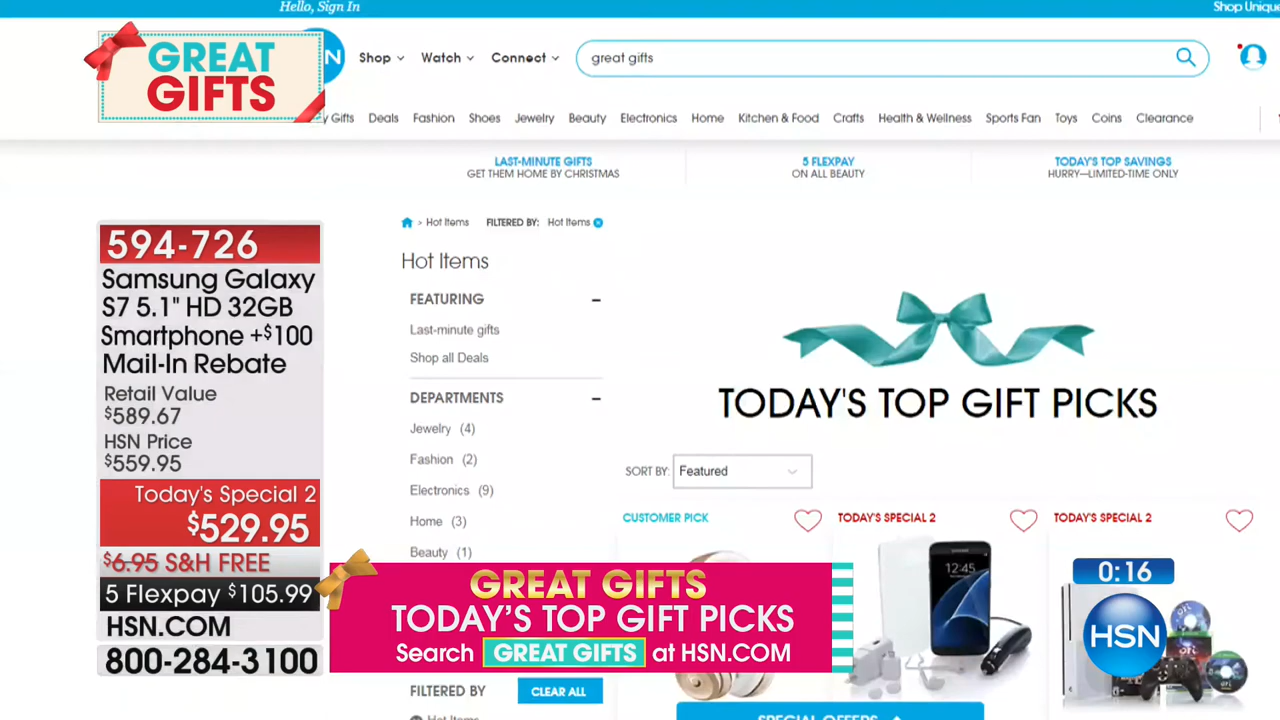 Hello, Sign In
Shop Unique
GREAT
GIFTS
N
Shop
Watch
Connect
great gifts
Gifts
Deals
Fashion
Shoes
Jewelry
Beauty
Electronics
Home
Kitchen & Food
Crafts
Health & Wellness
Sports Fan
Toys
Coins
Clearance
LAST-MINUTE GIFTS
GET THEM HOME BY CHRISTMAS
5 FLEXPAY
ON ALL BEAUTY
TODAY'S TOP SAVINGS
HURRY—LIMITED-TIME ONLY
594-726
Samsung Galaxy
S7 5.1" HD 32GB
Smartphone +$100
Mail-In Rebate
Retail Value
$589.67
HSN Price
$559.95
Today's Special 2
$529.95
$6.95 S&H FREE
5 Flexpay $105.99
HSN.COM
800-284-3100
> Hot Items FILTERED BY: Hot Items
Hot Items
FEATURING
Last-minute gifts
Shop all Deals
DEPARTMENTS
Jewelry (4)
Fashion (2)
Electronics (9)
Home (3)
Beauty (1)
TODAY'S TOP GIFT PICKS
SORT BY: Featured
CUSTOMER PICK
TODAY'S SPECIAL 2
TODAY'S SPECIAL 2
12:45
0:16
HSN
GREAT GIFTS
TODAY'S TOP GIFT PICKS
Search GREAT GIFTS at HSN.COM
FILTERED BY
CLEAR ALL
Hot Items
SPECIAL OFFERS